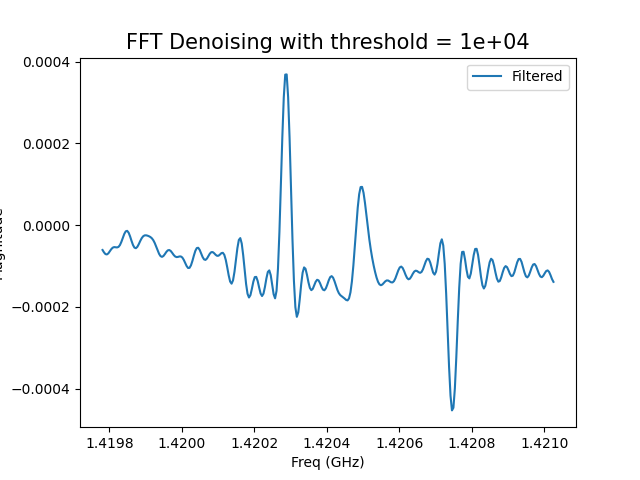 FFT Denoising with threshold = 1e+04
Filtered
0.0004
0.0002
0.0000
−0.0002
−0.0004
1.4198 1.4200 1.4202 1.4204 1.4206 1.4208 1.4210
Freq (GHz)